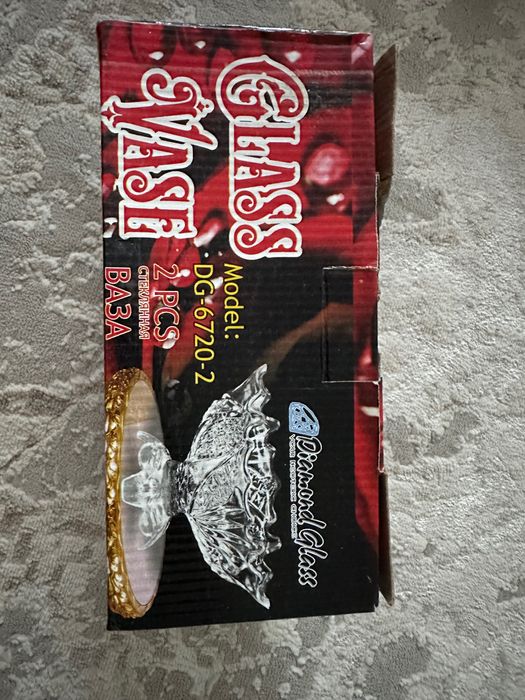 GLASS
VASE
Model:
DG-6720-2
2 PCS
СТЕКЛЯННАЯ
ВАЗА
Diamond Glass